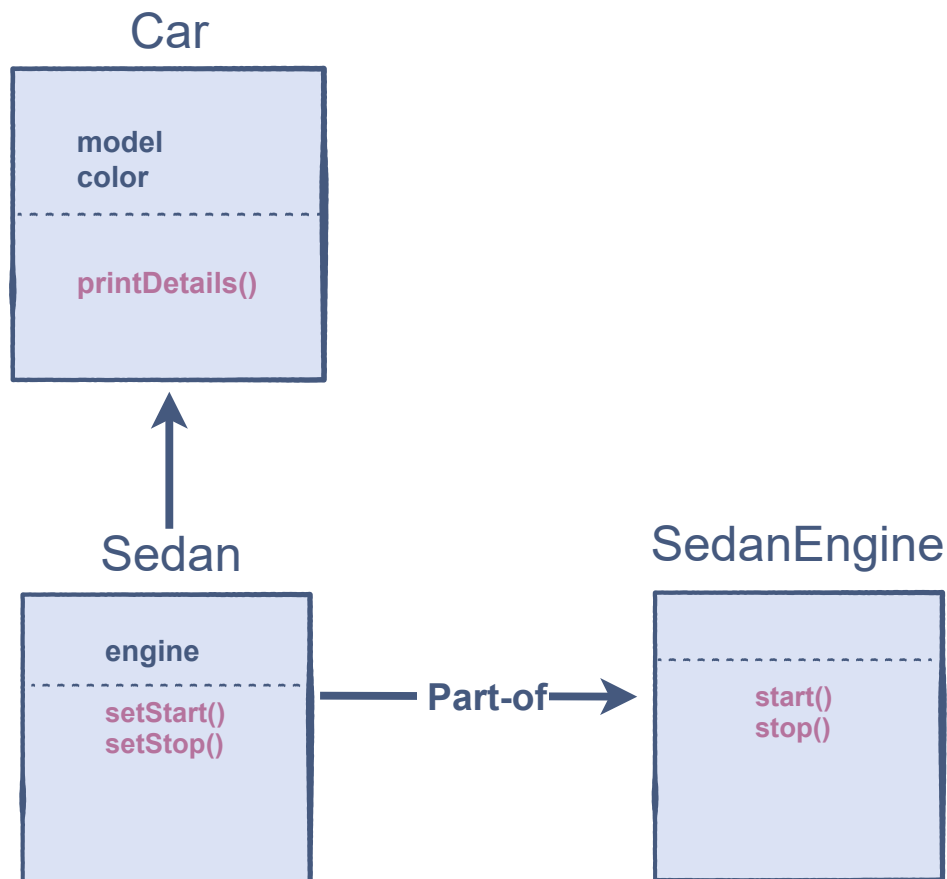 Car
model
color
printDetails()
Sedan
engine
setStart()
setStop()
Part-of
SedanEngine
start()
stop()